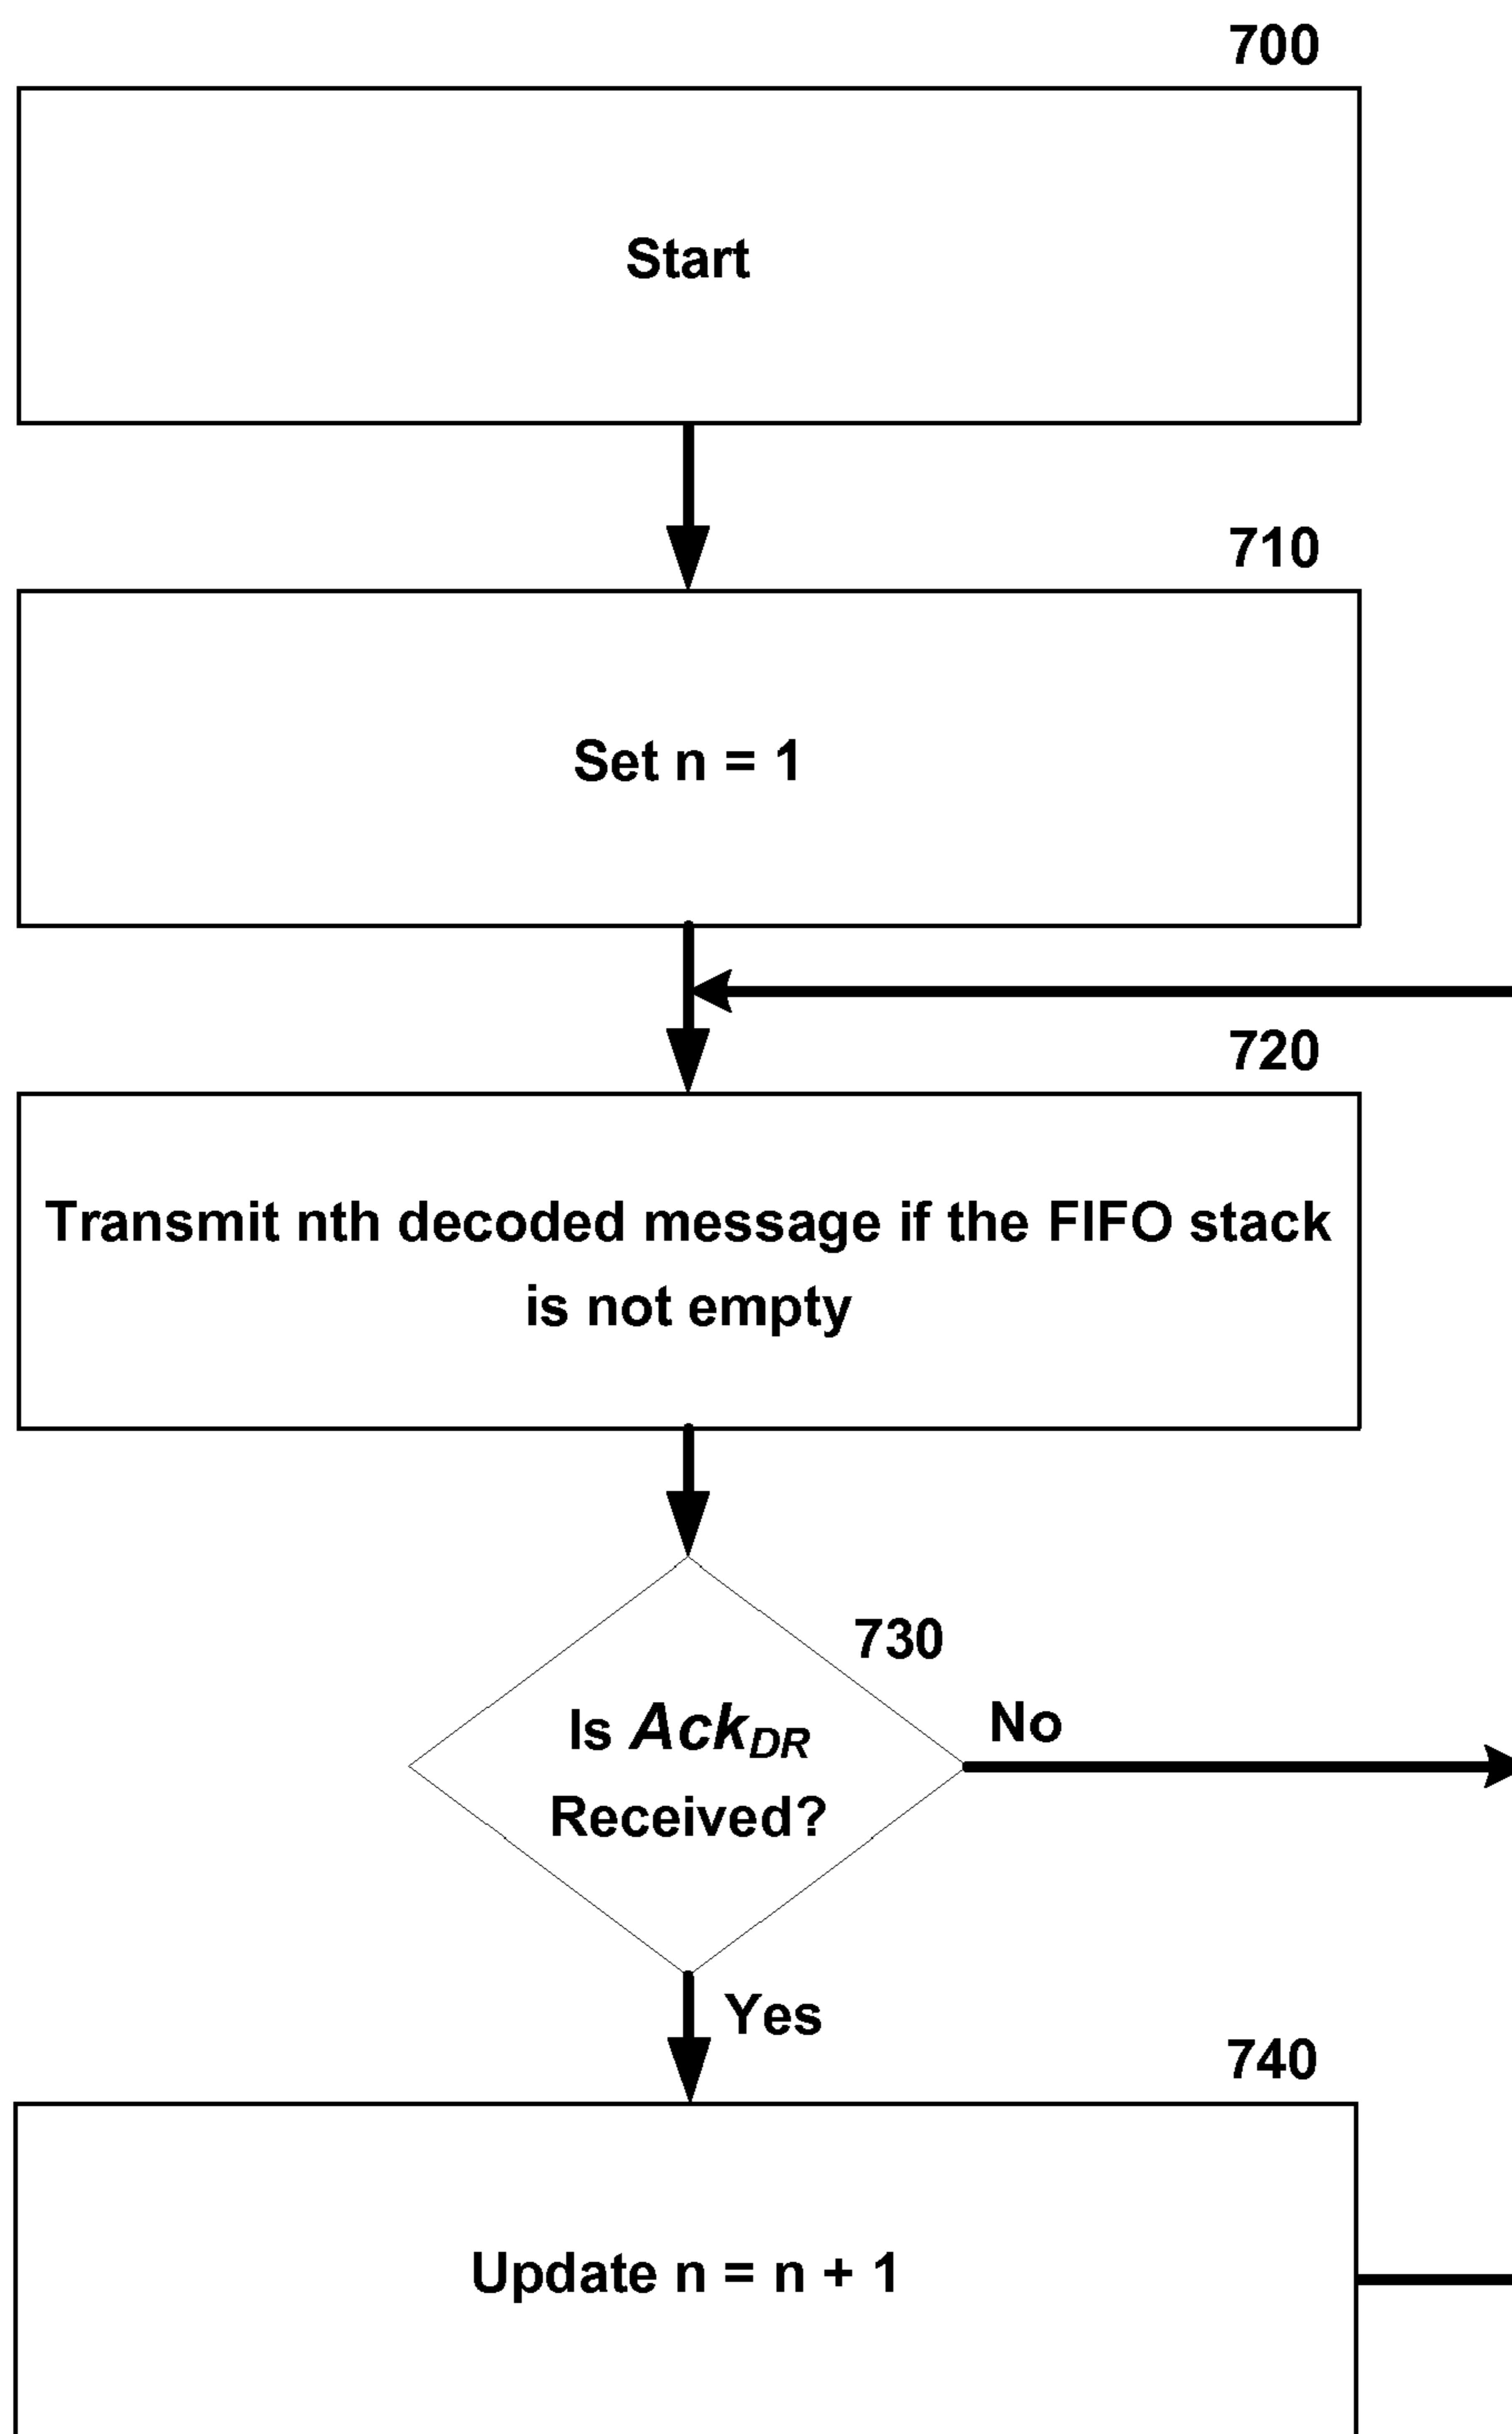 700
Start
710
Set n = 1
720
Transmit nth decoded message if the FIFO stack
is not empty
730
Is AckDR
Received?
No
Yes
740
Update n = n + 1